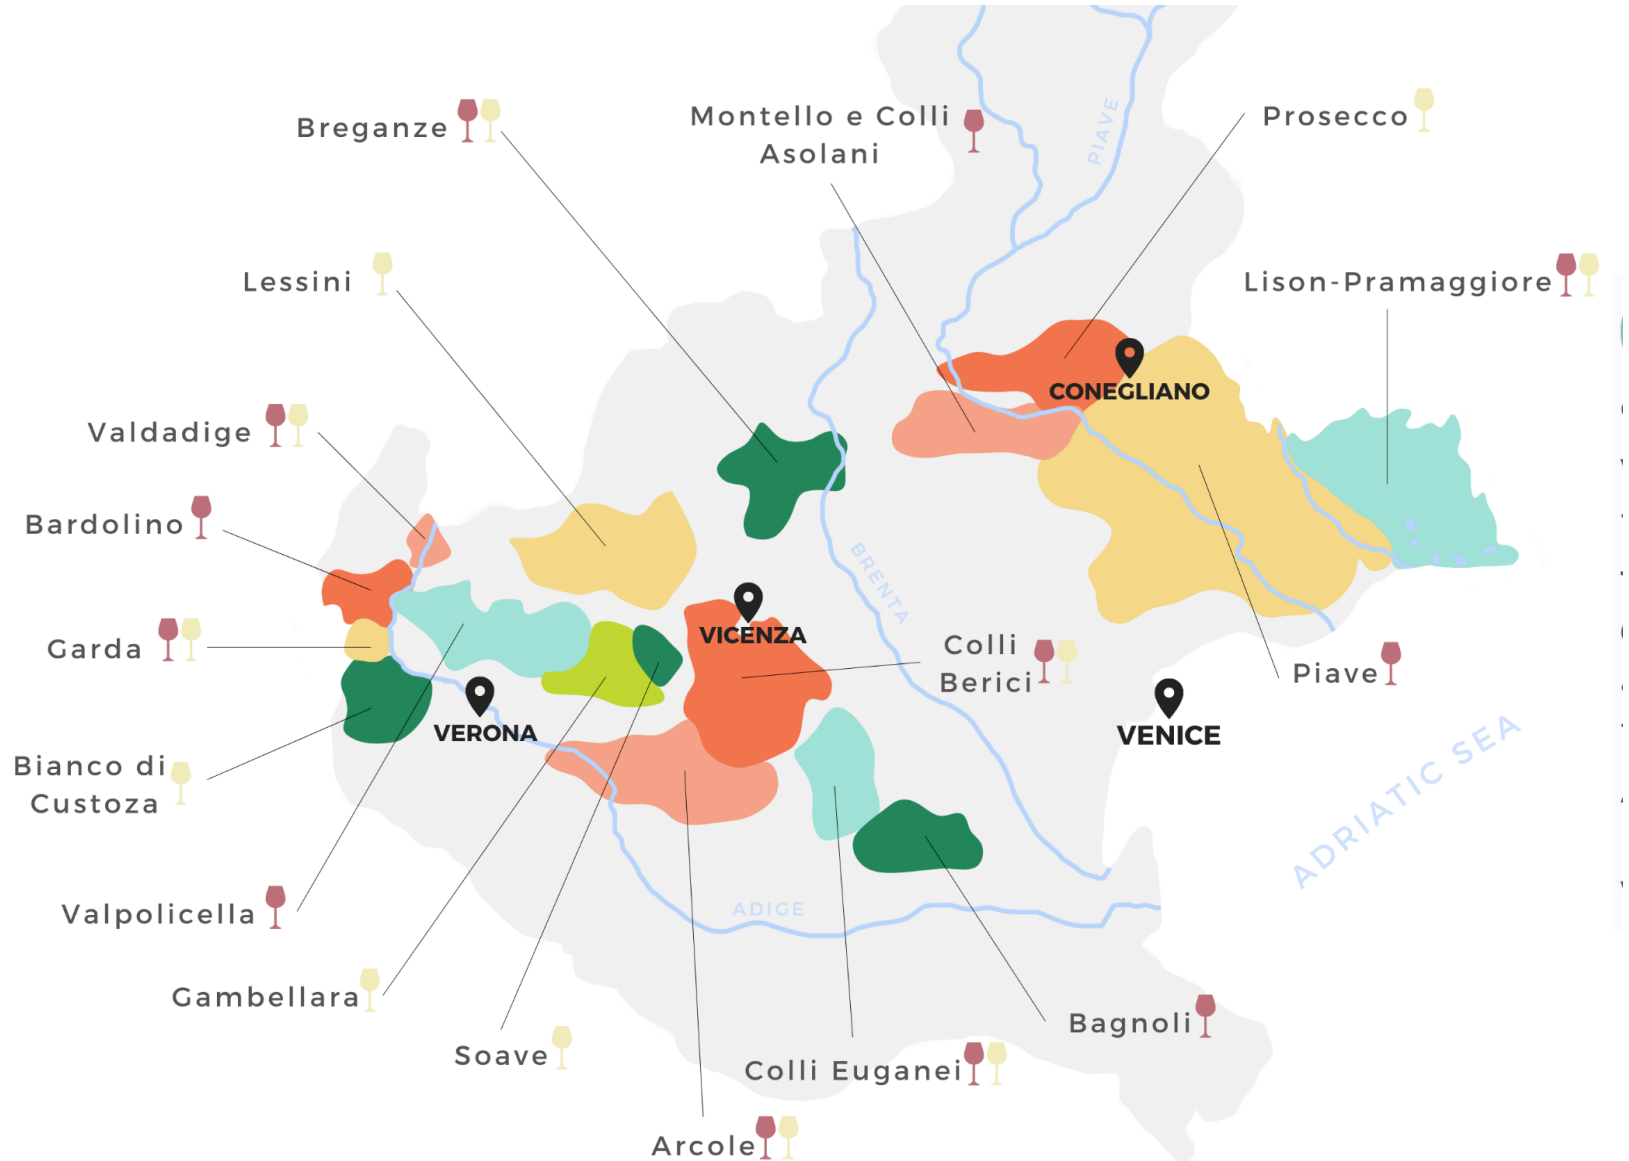 Breganze
Montello e Colli
Asolani
PIAVE
Prosecco
Lessini
Lison-Pramaggiore
Valdadige
CONEGLIANO
Bardolino
BRENTA
Garda
VICENZA
Colli
Berici
Piave
VERONA
VENICE
Bianco di
Custoza
ADRIATIC SEA
Valpolicella
ADIGE
Gambellara
Soave
Bagnoli
Colli Euganei
Arcole